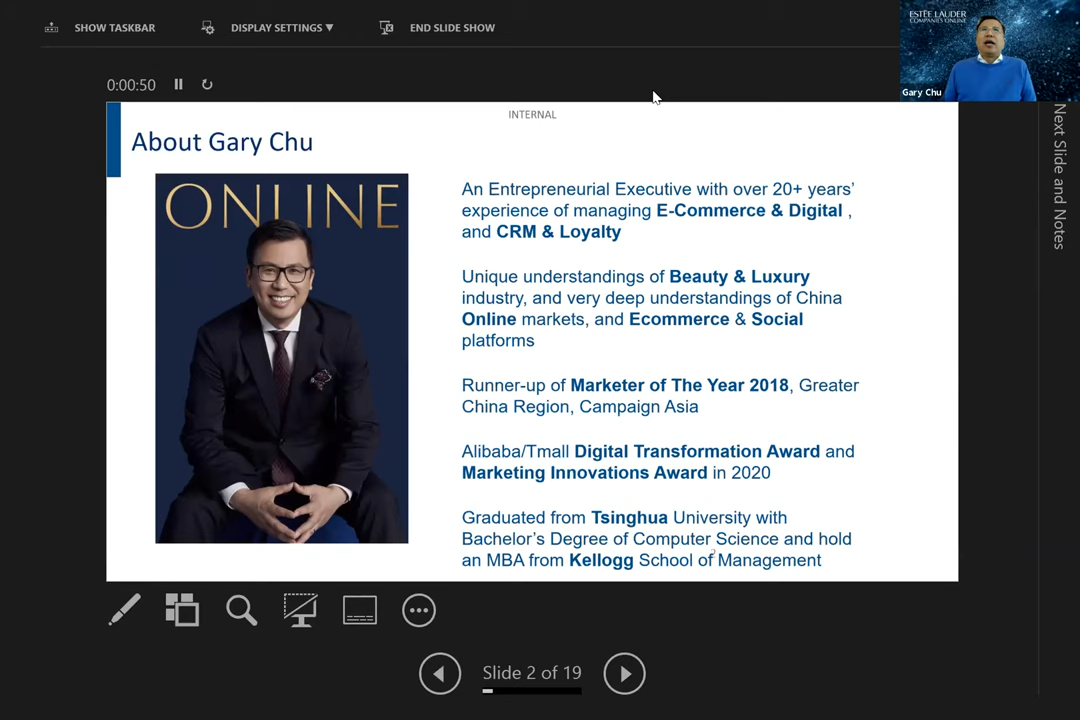 SHOW TASKBAR
DISPLAY SETTINGS ▼
END SLIDE SHOW
ESTĒE LAUDER
COMPANIES ONLINE
Gary Chu
0:00:50
Next Slide and Notes
INTERNAL
About Gary Chu
ONLINE
An Entrepreneurial Executive with over 20+ years’
experience of managing E-Commerce & Digital ,
and CRM & Loyalty
Unique understandings of Beauty & Luxury
industry, and very deep understandings of China
Online markets, and Ecommerce & Social
platforms
Runner-up of Marketer of The Year 2018, Greater
China Region, Campaign Asia
Alibaba/Tmall Digital Transformation Award and
Marketing Innovations Award in 2020
Graduated from Tsinghua University with
Bachelor’s Degree of Computer Science and hold
an MBA from Kellogg School of Management
2
Slide 2 of 19